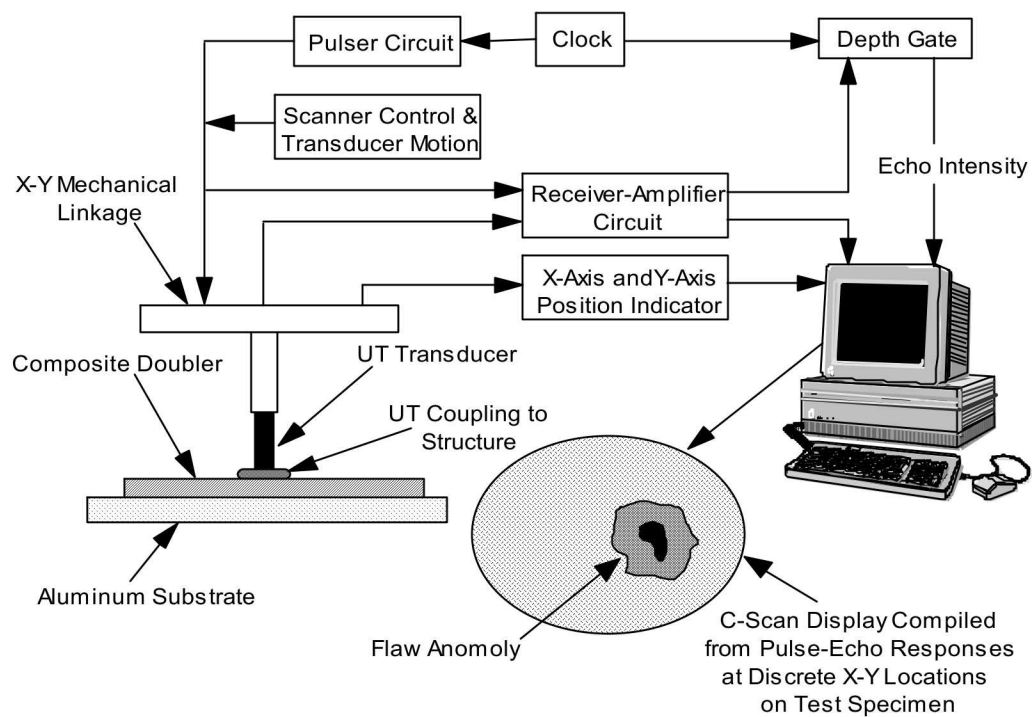 Pulser Circuit
Clock
Depth Gate
Scanner Control &
Transducer Motion
Echo Intensity
X-Y Mechanical
Linkage
Receiver-Amplifier
Circuit
X-Axis and Y-Axis
Position Indicator
Composite Doubler
UT Transducer
UT Coupling to
Structure
Aluminum Substrate
Flaw Anomoly
C-Scan Display Compiled
from Pulse-Echo Responses
at Discrete X-Y Locations
on Test Specimen